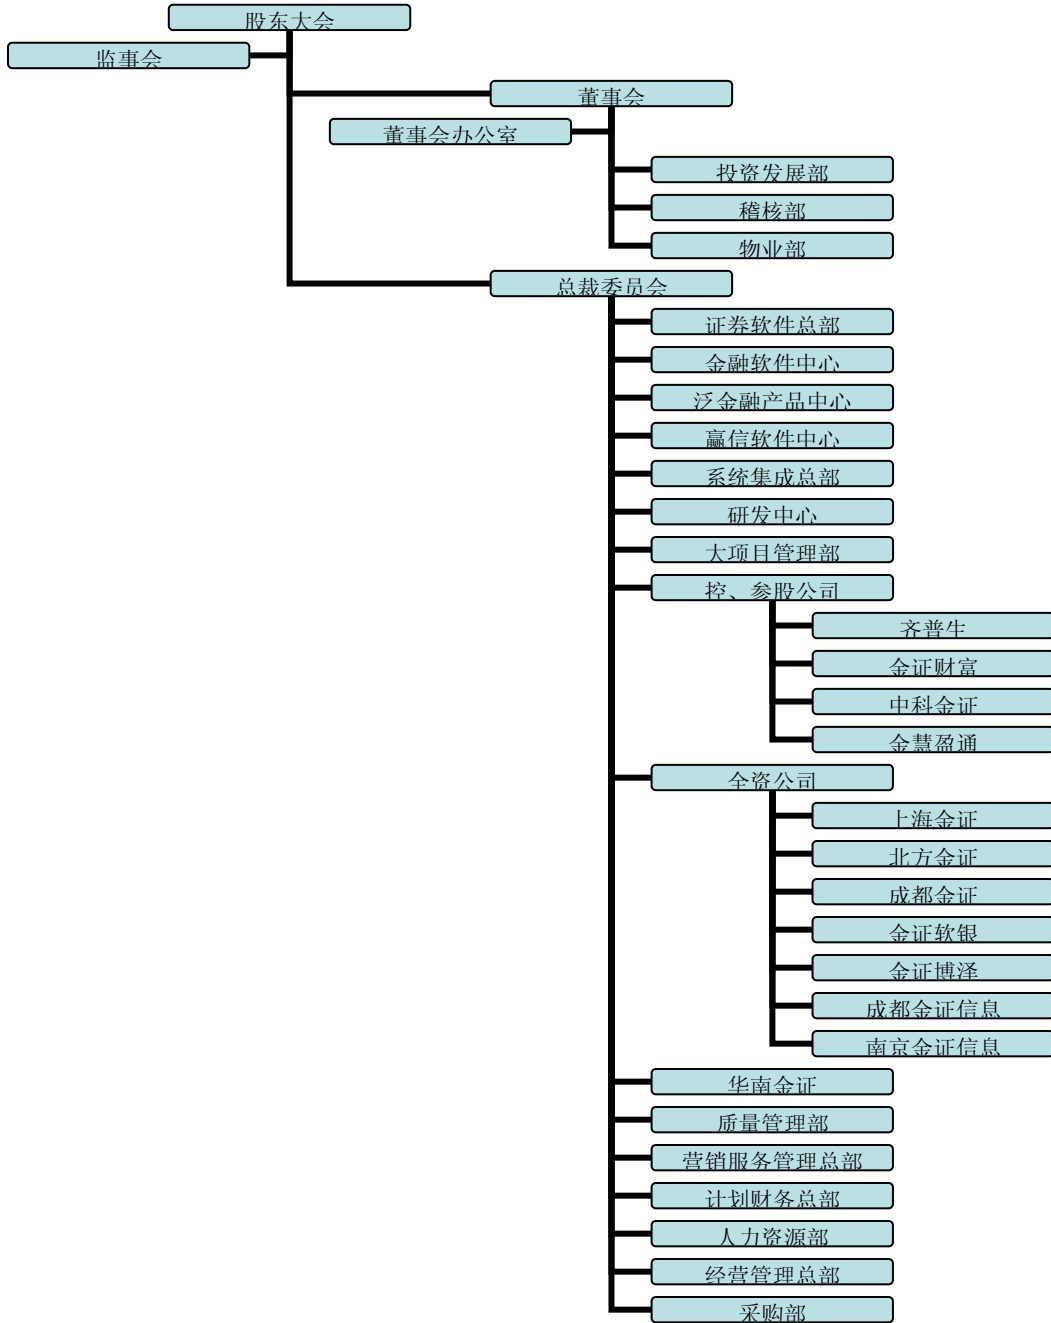 股东大会
监事会
董事会
董事会办公室
投资发展部
稽核部
物业部
总裁委员会
证券软件总部
金融软件中心
泛金融产品中心
赢信软件中心
系统集成总部
研发中心
大项目管理部
控、参股公司
齐普生
金证财富
中科金证
金慧盈通
全资公司
上海金证
北方金证
成都金证
金证软银
金证博泽
成都金证信息
南京金证信息
华南金证
质量管理部
营销服务管理总部
计划财务总部
人力资源部
经营管理总部
采购部